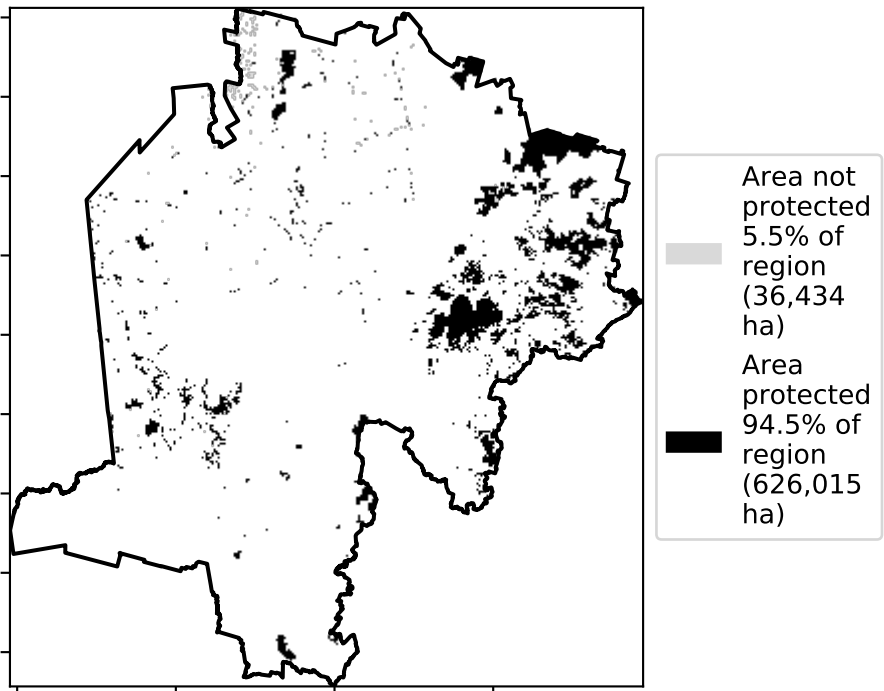 Area not
protected
5.5% of
region
(36,434
ha)
Area
protected
94.5% of
region
(626,015
ha)